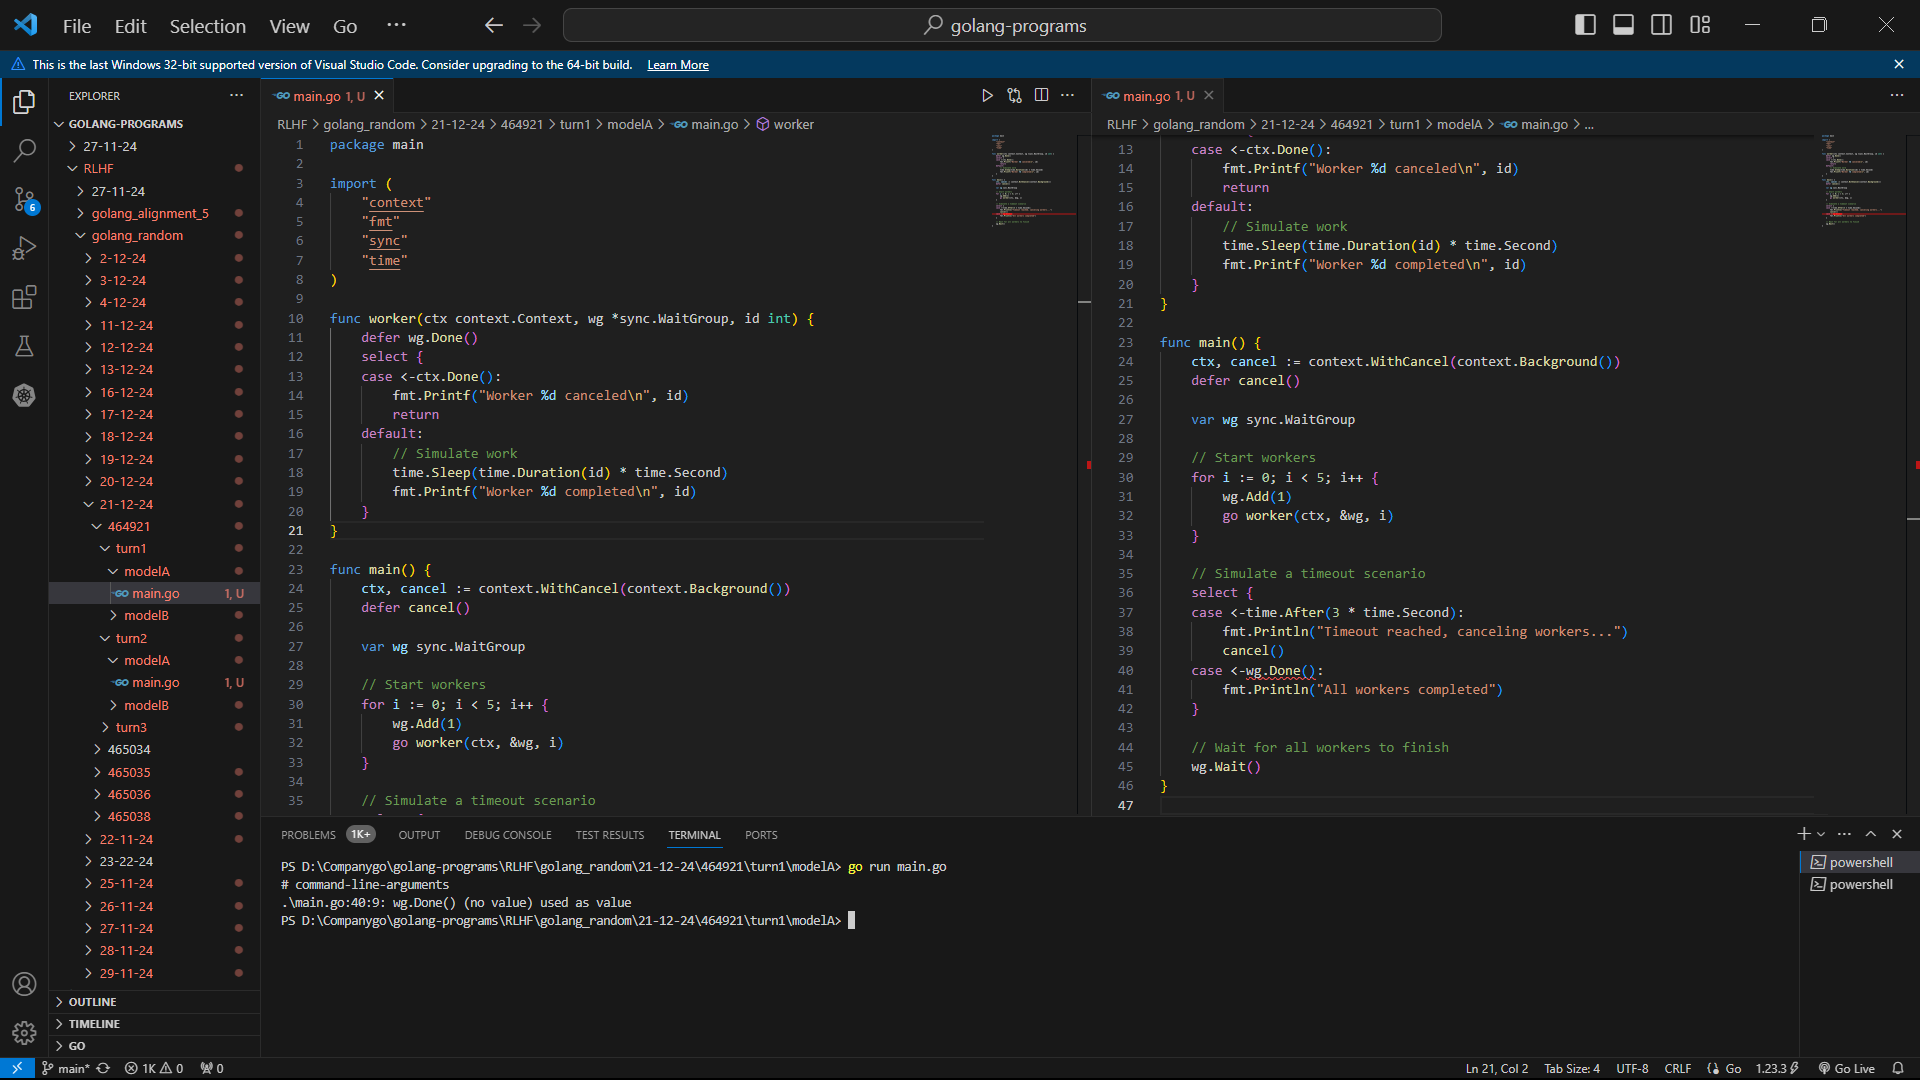 File Edit Selection View Go ...
golang-programs
This is the last Windows 32-bit supported version of Visual Studio Code. Consider upgrading to the 64-bit build. Learn More
EXPLORER
GOLANG-PROGRAMS
27-11-24
RLHF
27-11-24
golang_alignment_5
golang_random
2-12-24
3-12-24
4-12-24
11-12-24
12-12-24
13-12-24
16-12-24
17-12-24
18-12-24
19-12-24
20-12-24
21-12-24
464921
turn1
modelA
main.go 1, U
modelB
turn2
modelA
main.go 1, U
modelB
turn3
465034
465035
465036
465038
22-11-24
23-22-24
25-11-24
26-11-24
27-11-24
28-11-24
29-11-24
OUTLINE
TIMELINE
GO
6
main.go 1, U
RLHF > golang_random > 21-12-24 > 464921 > turn1 > modelA > main.go > worker
1 package main
2
3 import (
4 "context"
5 "fmt"
6 "sync"
7 "time"
8 )
9
10 func worker(ctx context.Context, wg *sync.WaitGroup, id int) {
11 defer wg.Done()
12 select {
13 case <-ctx.Done():
14 fmt.Printf("Worker %d canceled\n", id)
15 return
16 default:
17 // Simulate work
18 time.Sleep(time.Duration(id) * time.Second)
19 fmt.Printf("Worker %d completed\n", id)
20 }
21 }
22
23 func main() {
24 ctx, cancel := context.WithCancel(context.Background())
25 defer cancel()
26
27 var wg sync.WaitGroup
28
29 // Start workers
30 for i := 0; i < 5; i++ {
31 wg.Add(1)
32 go worker(ctx, &wg, i)
33 }
34
35 // Simulate a timeout scenario
main.go 1, U
RLHF > golang_random > 21-12-24 > 464921 > turn1 > modelA > main.go > ...
13 case <-ctx.Done():
14 fmt.Printf("Worker %d canceled\n", id)
15 return
16 default:
17 // Simulate work
18 time.Sleep(time.Duration(id) * time.Second)
19 fmt.Printf("Worker %d completed\n", id)
20 }
21 }
22
23 func main() {
24 ctx, cancel := context.WithCancel(context.Background())
25 defer cancel()
26
27 var wg sync.WaitGroup
28
29 // Start workers
30 for i := 0; i < 5; i++ {
31 wg.Add(1)
32 go worker(ctx, &wg, i)
33 }
34
35 // Simulate a timeout scenario
36 select {
37 case <-time.After(3 * time.Second):
38 fmt.Println("Timeout reached, canceling workers...")
39 cancel()
40 case <-wg.Done():
41 fmt.Println("All workers completed")
42 }
43
44 // Wait for all workers to finish
45 wg.Wait()
46 }
47
PROBLEMS 1K+ OUTPUT DEBUG CONSOLE TEST RESULTS TERMINAL PORTS
PS D:\Companygo\golang-programs\RLHF\golang_random\21-12-24\464921\turn1\modelA> go run main.go
# command-line-arguments
.\main.go:40:9: wg.Done() (no value) used as value
PS D:\Companygo\golang-programs\RLHF\golang_random\21-12-24\464921\turn1\modelA>
powershell
powershell
main* 1K 0 0 Ln 21, Col 2 Tab Size: 4 UTF-8 CRLF Go 1.23.3 Go Live